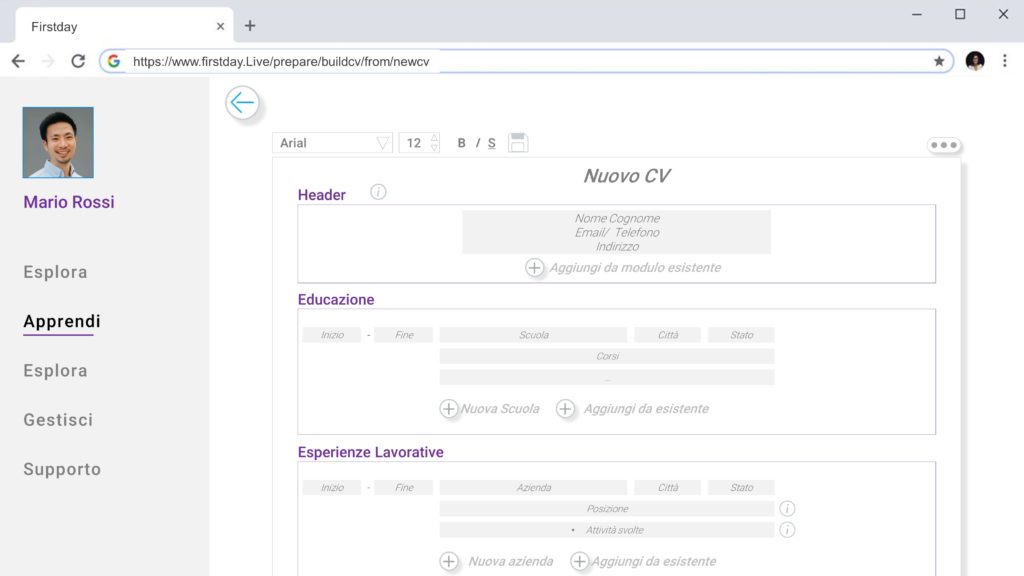 Firstday
https://www.firstday.Live/prepare/buildcv/from/newcv
Mario Rossi
Esplora
Apprendi
Esplora
Gestisci
Supporto
Arial 12 B I S
Nuovo CV
Header i
Nome Cognome
Email/ Telefono
Indirizzo
Aggiungi da modulo esistente
Educazione
Inizio - Fine Scuola Città Stato
Corsi
...
Nuova Scuola Aggiungi da esistente
Esperienze Lavorative
Inizio - Fine Azienda Città Stato
Posizione i
• Attività svolte i
Nuova azienda Aggiungi da esistente